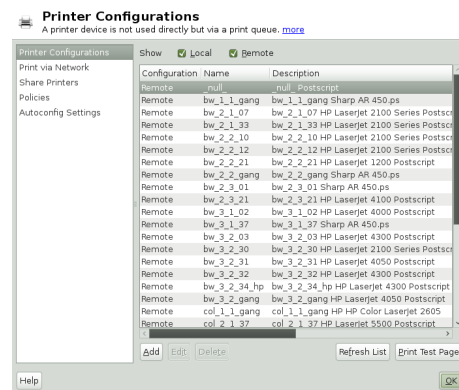 Printer Configurations
A printer device is not used directly but via a print queue. more
Printer Configurations
Print via Network
Share Printers
Policies
Autoconfig Settings
Show Local Remote
Configuration Name Description
Remote _null_ _null_ Postscript
Remote bw_1_1_gang bw_1_1_gang Sharp AR 450.ps
Remote bw_2_1_07 bw_2_1_07 HP LaserJet 2100 Series Postscr
Remote bw_2_1_33 bw_2_1_33 HP LaserJet 2100 Series Postscr
Remote bw_2_2_10 bw_2_2_10 HP LaserJet 2100 Series Postscr
Remote bw_2_2_12 bw_2_2_12 HP LaserJet 2100 Series Postscr
Remote bw_2_2_21 bw_2_2_21 HP LaserJet 1200 Postscript
Remote bw_2_2_gang bw_2_2_gang Sharp AR 450.ps
Remote bw_2_3_01 bw_2_3_01 Sharp AR 450.ps
Remote bw_2_3_21 bw_2_3_21 HP LaserJet 4100 Postscript
Remote bw_3_1_02 bw_3_1_02 HP LaserJet 4000 Postscript
Remote bw_3_1_37 bw_3_1_37 Sharp AR 450.ps
Remote bw_3_2_03 bw_3_2_03 HP LaserJet 4300 Postscript
Remote bw_3_2_30 bw_3_2_30 HP LaserJet 2100 Series Postscr
Remote bw_3_2_31 bw_3_2_31 HP LaserJet 4050 Postscript
Remote bw_3_2_32 bw_3_2_32 HP LaserJet 4300 Postscript
Remote bw_3_2_34_hp bw_3_2_34_hp HP LaserJet 4300 Postscript
Remote bw_3_2_gang bw_3_2_gang HP LaserJet 4050 Postscript
Remote col_1_1_gang col_1_1_gang HP HP Color LaserJet 2605
Remote col_2_1_37 col_2_1_37 HP LaserJet 5500 Postscript
Add Edit Delete Refresh List Print Test Page
Help OK